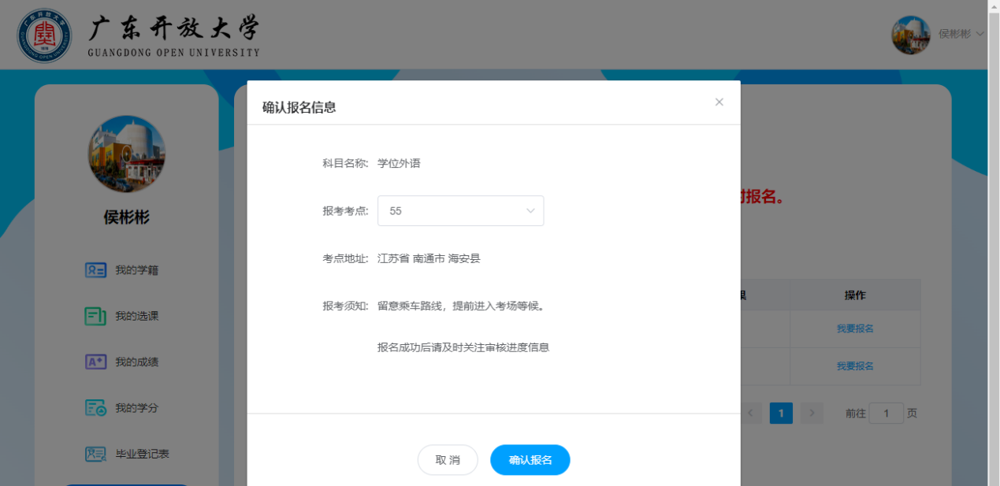 广东开放大学
GUANGDONG OPEN UNIVERSITY
侯彬彬
侯彬彬
我的学籍
我的选课
A+ 我的成绩
我的学分
毕业登记表
确认报名信息
科目名称: 学位外语
报考考点: 55
考点地址: 江苏省 南通市 海安县
报考须知: 留意乘车路线，提前进入考场等候。
报名成功后请及时关注审核进度信息
取 消
确认报名
报名。
操作
我要报名
我要报名
1
前往 1 页